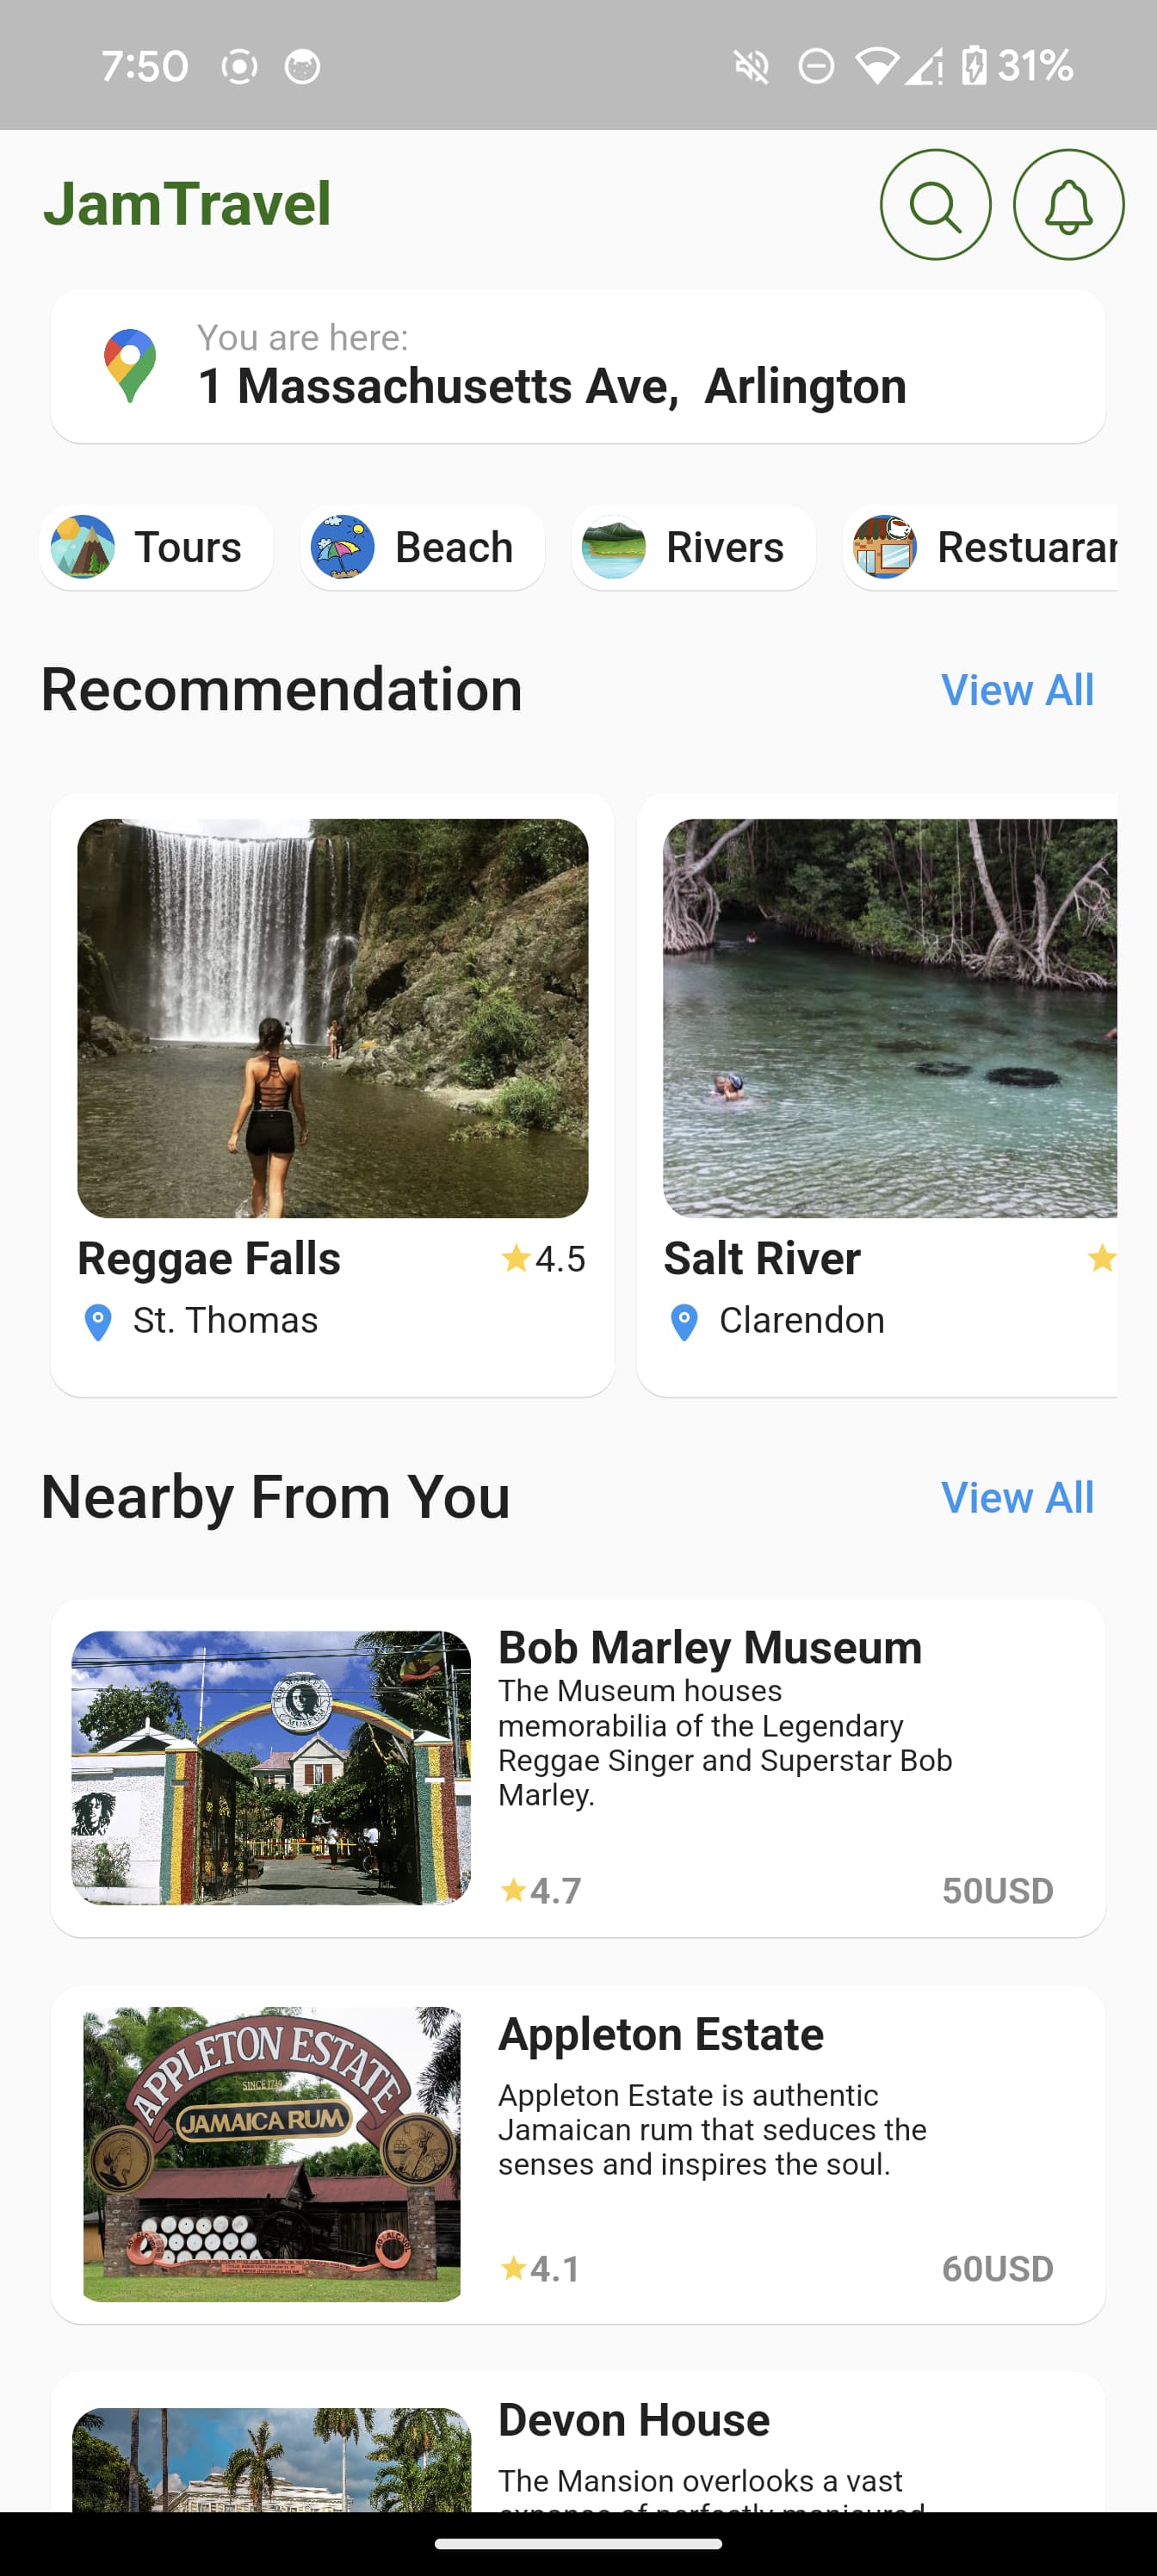 7:50
31%
JamTravel
You are here:
1 Massachusetts Ave, Arlington
Tours
Beach
Rivers
Restuarar
Recommendation
View All
Reggae Falls
4.5
St. Thomas
Salt River
Clarendon
Nearby From You
View All
Bob Marley Museum
The Museum houses
memorabilia of the Legendary
Reggae Singer and Superstar Bob
Marley.
4.7
50USD
APPLETON ESTATE
SINCE 1749
JAMAICA RUM
Appleton Estate
Appleton Estate is authentic
Jamaican rum that seduces the
senses and inspires the soul.
4.1
60USD
Devon House
The Mansion overlooks a vast